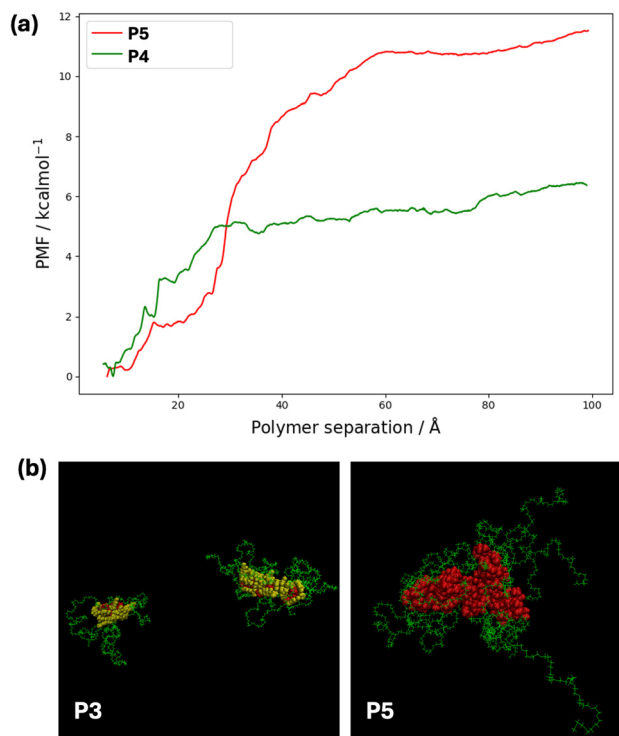 (a)
P5
P4
12
10
8
6
4
2
0
PMF / kcalmol⁻¹
20 40 60 80 100
Polymer separation / Å
(b)
P3 P5